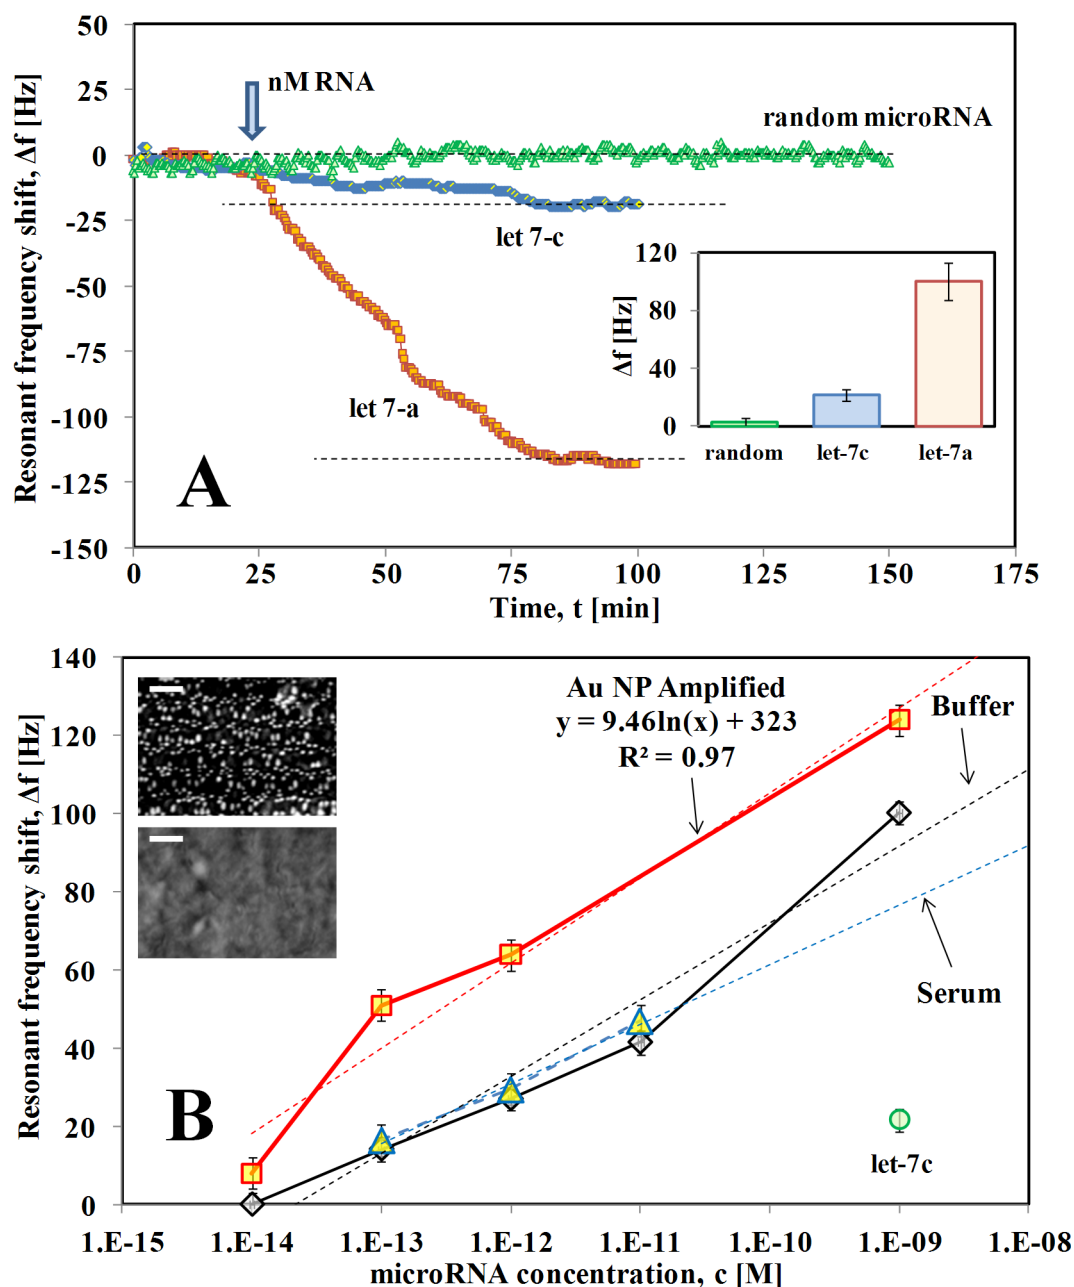 Resonant frequency shift, Δf [Hz]
50
25
0
-25
-50
-75
-100
-125
-150
nM RNA
random microRNA
let 7-c
let 7-a
A
Δf [Hz]
120
80
40
0
random let-7c let-7a
0 25 50 75 100 125 150 175
Time, t [min]
Resonant frequency shift, Δf [Hz]
140
120
100
80
60
40
20
0
Au NP Amplified
y = 9.46ln(x) + 323
R² = 0.97
Buffer
Serum
B
let-7c
1.E-15 1.E-14 1.E-13 1.E-12 1.E-11 1.E-10 1.E-09 1.E-08
microRNA concentration, c [M]